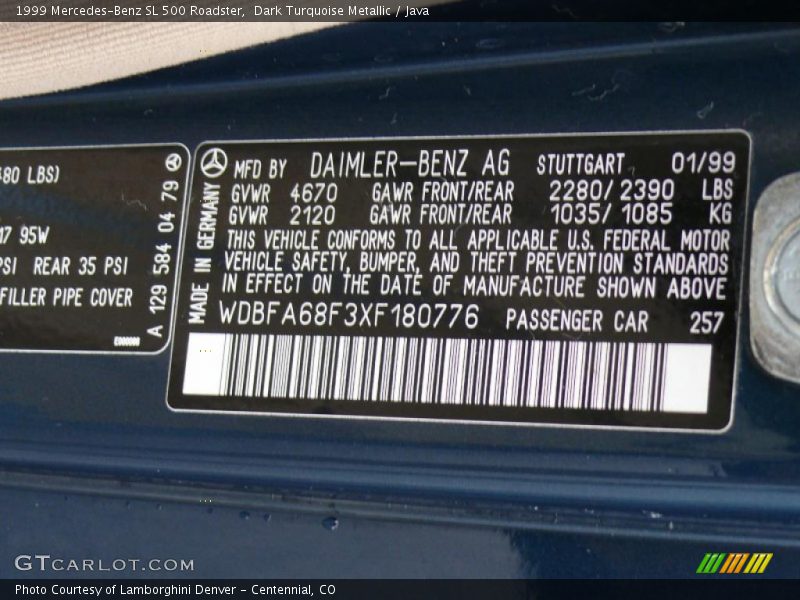 1999 Mercedes-Benz SL 500 Roadster, Dark Turquoise Metallic / Java
480 LBS)
17 95W
PSI REAR 35 PSI
FILLER PIPE COVER
E000000
A 129 584 04 79
MADE IN GERMANY
MFD BY DAIMLER-BENZ AG STUTTGART 01/99
GVWR 4670 GAWR FRONT/REAR 2280/2390 LBS
GVWR 2120 GAWR FRONT/REAR 1035/1085 KG
THIS VEHICLE CONFORMS TO ALL APPLICABLE U.S. FEDERAL MOTOR
VEHICLE SAFETY, BUMPER, AND THEFT PREVENTION STANDARDS
IN EFFECT ON THE DATE OF MANUFACTURE SHOWN ABOVE
WDBFA68F3XF180776 PASSENGER CAR 257
GTCARLOT.COM
Photo Courtesy of Lamborghini Denver - Centennial, CO